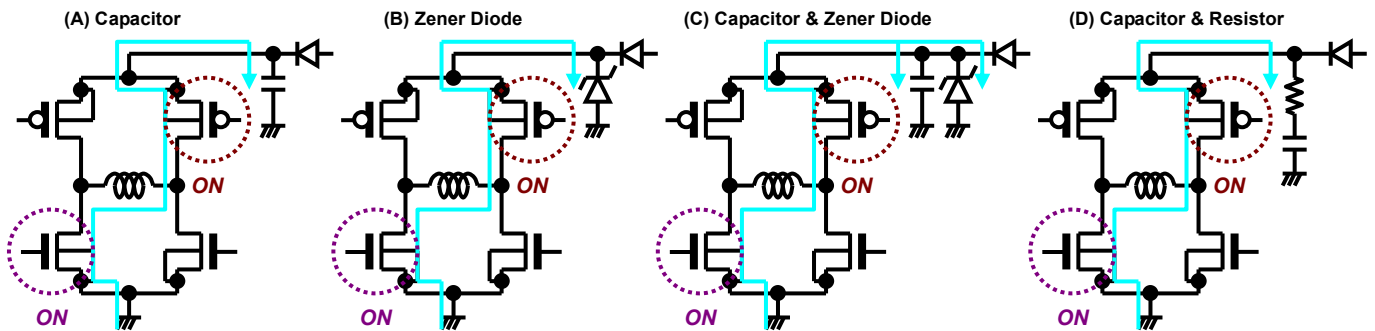 (A) Capacitor
(B) Zener Diode
(C) Capacitor & Zener Diode
(D) Capacitor & Resistor
ON
ON
ON
ON
ON
ON
ON
ON